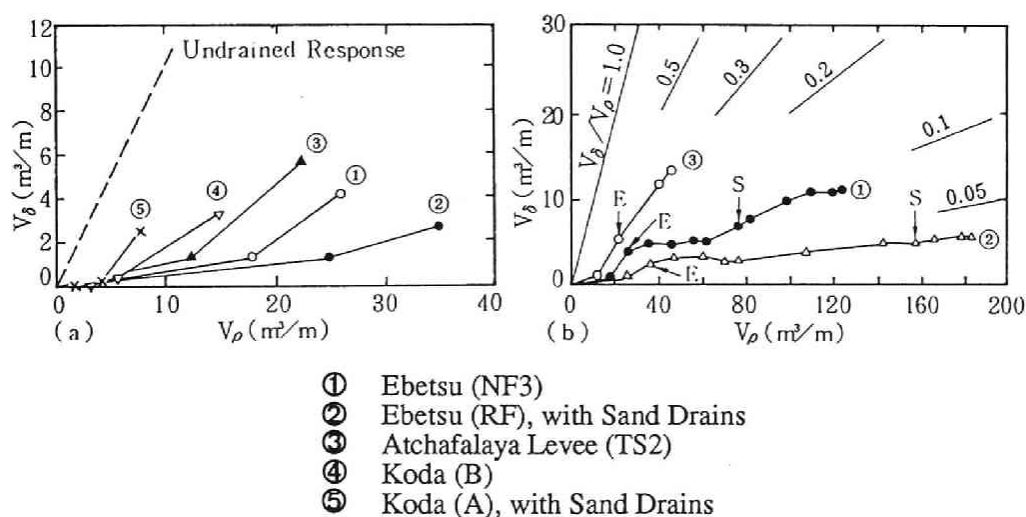 12
10
8
6
4
2
0
Undrained Response
③
①
④
⑤
②
0
10
20
30
40
Vδ (m³/m)
Vρ (m³/m)
(a)
30
20
10
0
Vδ/Vρ=1.0
0.5
0.3
0.2
0.1
0.05
③
①
②
E
E
E
S
S
0
40
80
120
160
200
Vδ (m³/m)
Vρ (m³/m)
(b)
① Ebetsu (NF3)
② Ebetsu (RF), with Sand Drains
③ Atchafalaya Levee (TS2)
④ Koda (B)
⑤ Koda (A), with Sand Drains